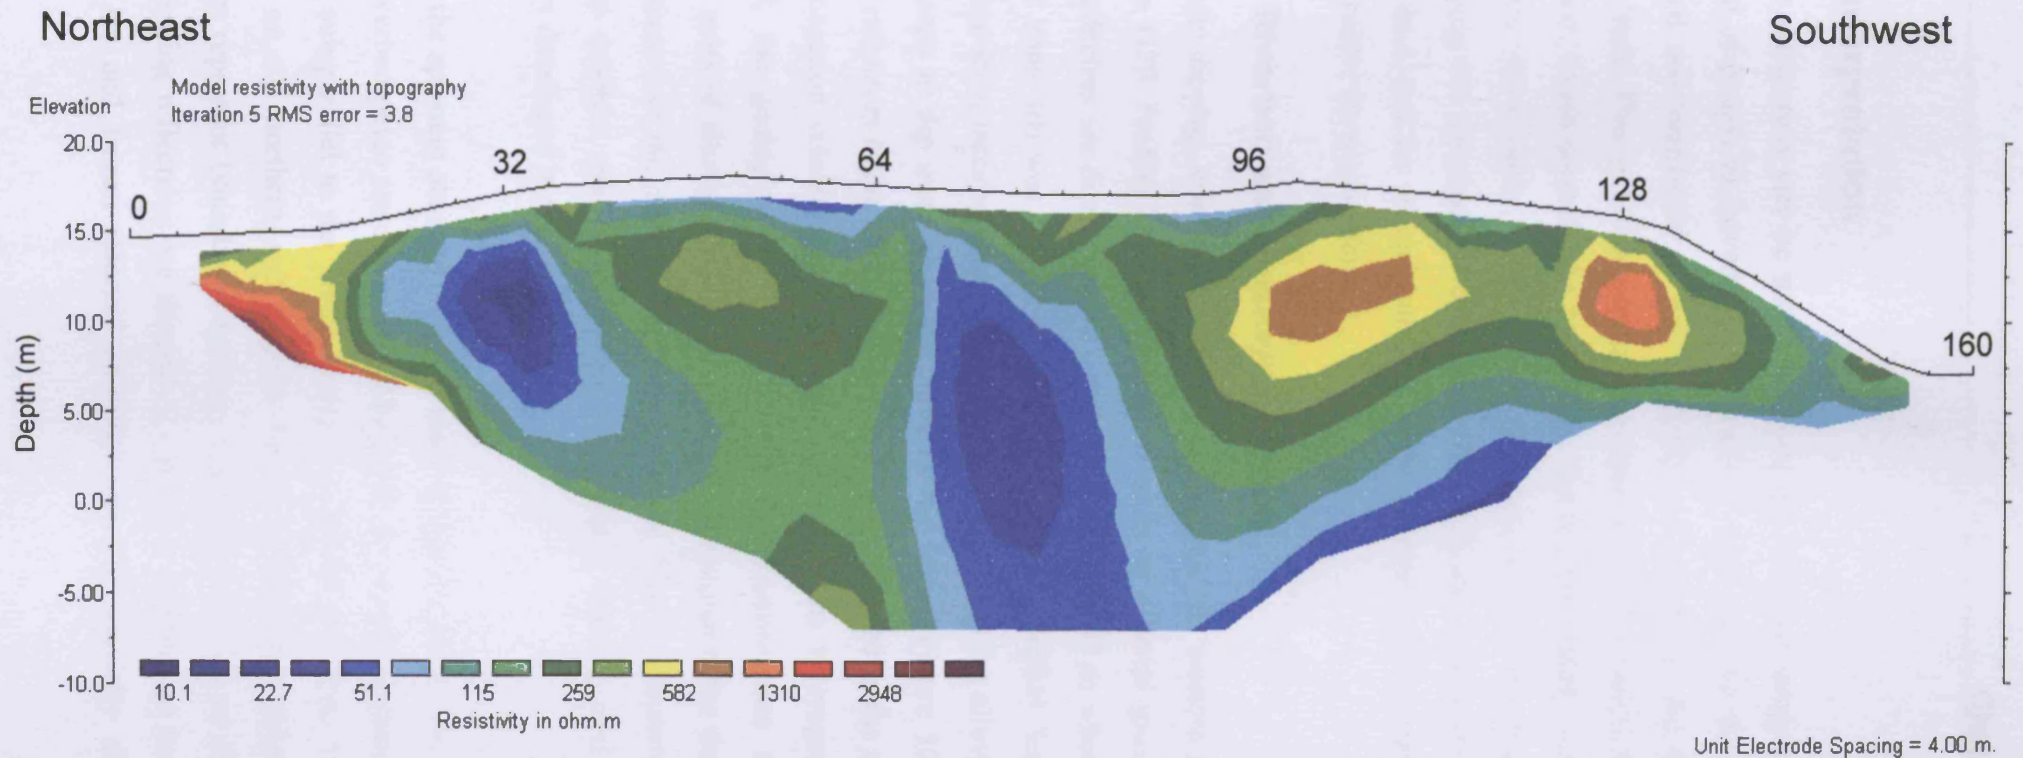 Northeast
Southwest
Model resistivity with topography
Elevation
Iteration 5 RMS error = 3.8
20.0
32
64
96
128
0
15.0
10.0
160
Depth (m)
5.00
0.0
-5.00
-10.0
10.1 22.7 51.1 115 259 582 1310 2948
Resistivity in ohm.m
Unit Electrode Spacing = 4.00 m.